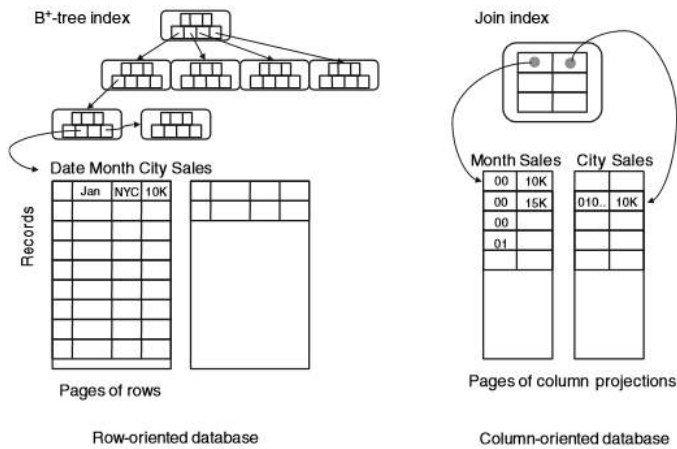 B+-tree index
Date Month City Sales
Jan NYC 10K
Records
Pages of rows
Row-oriented database
Join index
Month Sales City Sales
00 10K
00 15K 010.. 10K
00
01
Pages of column projections
Column-oriented database